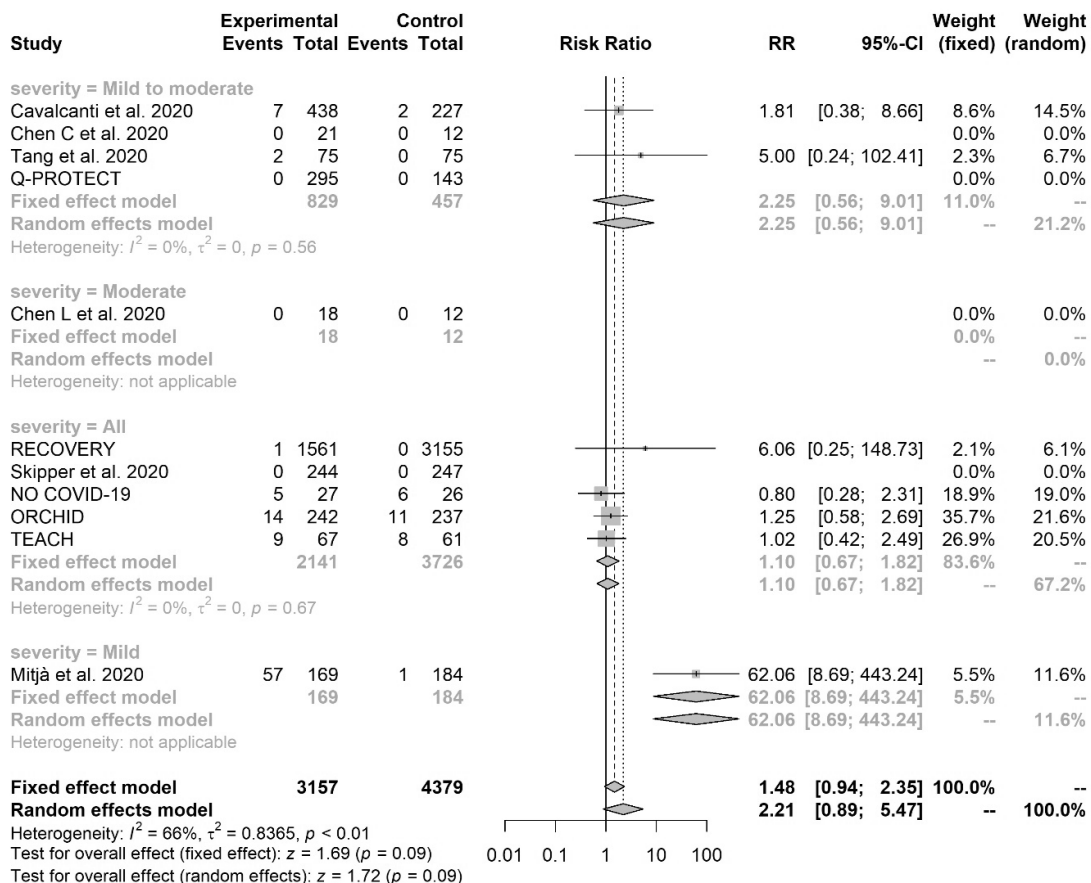 Experimental Control Weight Weight
Study Events Total Events Total Risk Ratio RR 95%-CI (fixed) (random)
severity = Mild to moderate
Cavalcanti et al. 2020 7 438 2 227 1.81 [0.38; 8.66] 8.6% 14.5%
Chen C et al. 2020 0 21 0 12 0.0% 0.0%
Tang et al. 2020 2 75 0 75 5.00 [0.24; 102.41] 2.3% 6.7%
Q-PROTECT 0 295 0 143 0.0% 0.0%
Fixed effect model 829 457 2.25 [0.56; 9.01] 11.0% --
Random effects model 2.25 [0.56; 9.01] -- 21.2%
Heterogeneity: I² = 0%, τ² = 0, p = 0.56
severity = Moderate
Chen L et al. 2020 0 18 0 12 0.0% 0.0%
Fixed effect model 18 12 0.0% --
Random effects model -- 0.0%
Heterogeneity: not applicable
severity = All
RECOVERY 1 1561 0 3155 6.06 [0.25; 148.73] 2.1% 6.1%
Skipper et al. 2020 0 244 0 247 0.0% 0.0%
NO COVID-19 5 27 6 26 0.80 [0.28; 2.31] 18.9% 19.0%
ORCHID 14 242 11 237 1.25 [0.58; 2.69] 35.7% 21.6%
TEACH 9 67 8 61 1.02 [0.42; 2.49] 26.9% 20.5%
Fixed effect model 2141 3726 1.10 [0.67; 1.82] 83.6% --
Random effects model 1.10 [0.67; 1.82] -- 67.2%
Heterogeneity: I² = 0%, τ² = 0, p = 0.67
severity = Mild
Mitjà et al. 2020 57 169 1 184 62.06 [8.69; 443.24] 5.5% 11.6%
Fixed effect model 169 184 62.06 [8.69; 443.24] 5.5% --
Random effects model 62.06 [8.69; 443.24] -- 11.6%
Heterogeneity: not applicable
Fixed effect model 3157 4379 1.48 [0.94; 2.35] 100.0% --
Random effects model 2.21 [0.89; 5.47] -- 100.0%
Heterogeneity: I² = 66%, τ² = 0.8365, p < 0.01
Test for overall effect (fixed effect): z = 1.69 (p = 0.09) 0.01 0.1 0 1 10 100
Test for overall effect (random effects): z = 1.72 (p = 0.09)